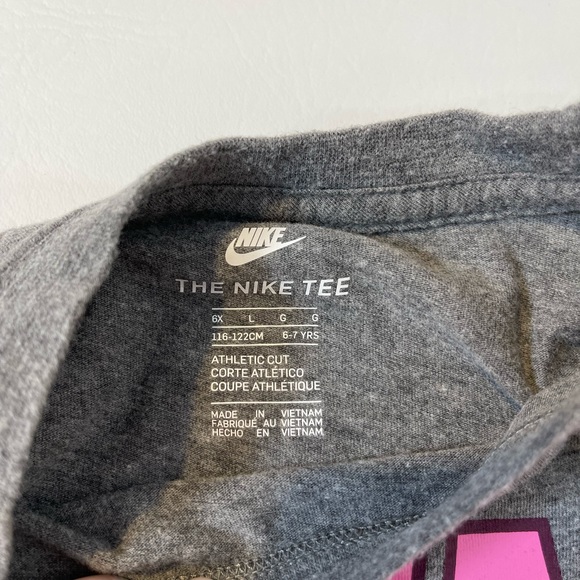 NIKE
THE NIKE TEE
6X L G G
116-122CM 6-7 YRS
ATHLETIC CUT
CORTE ATLÉTICO
COUPE ATHLÉTIQUE
MADE IN VIETNAM
FABRIQUÉ AU VIETNAM
HECHO EN VIETNAM